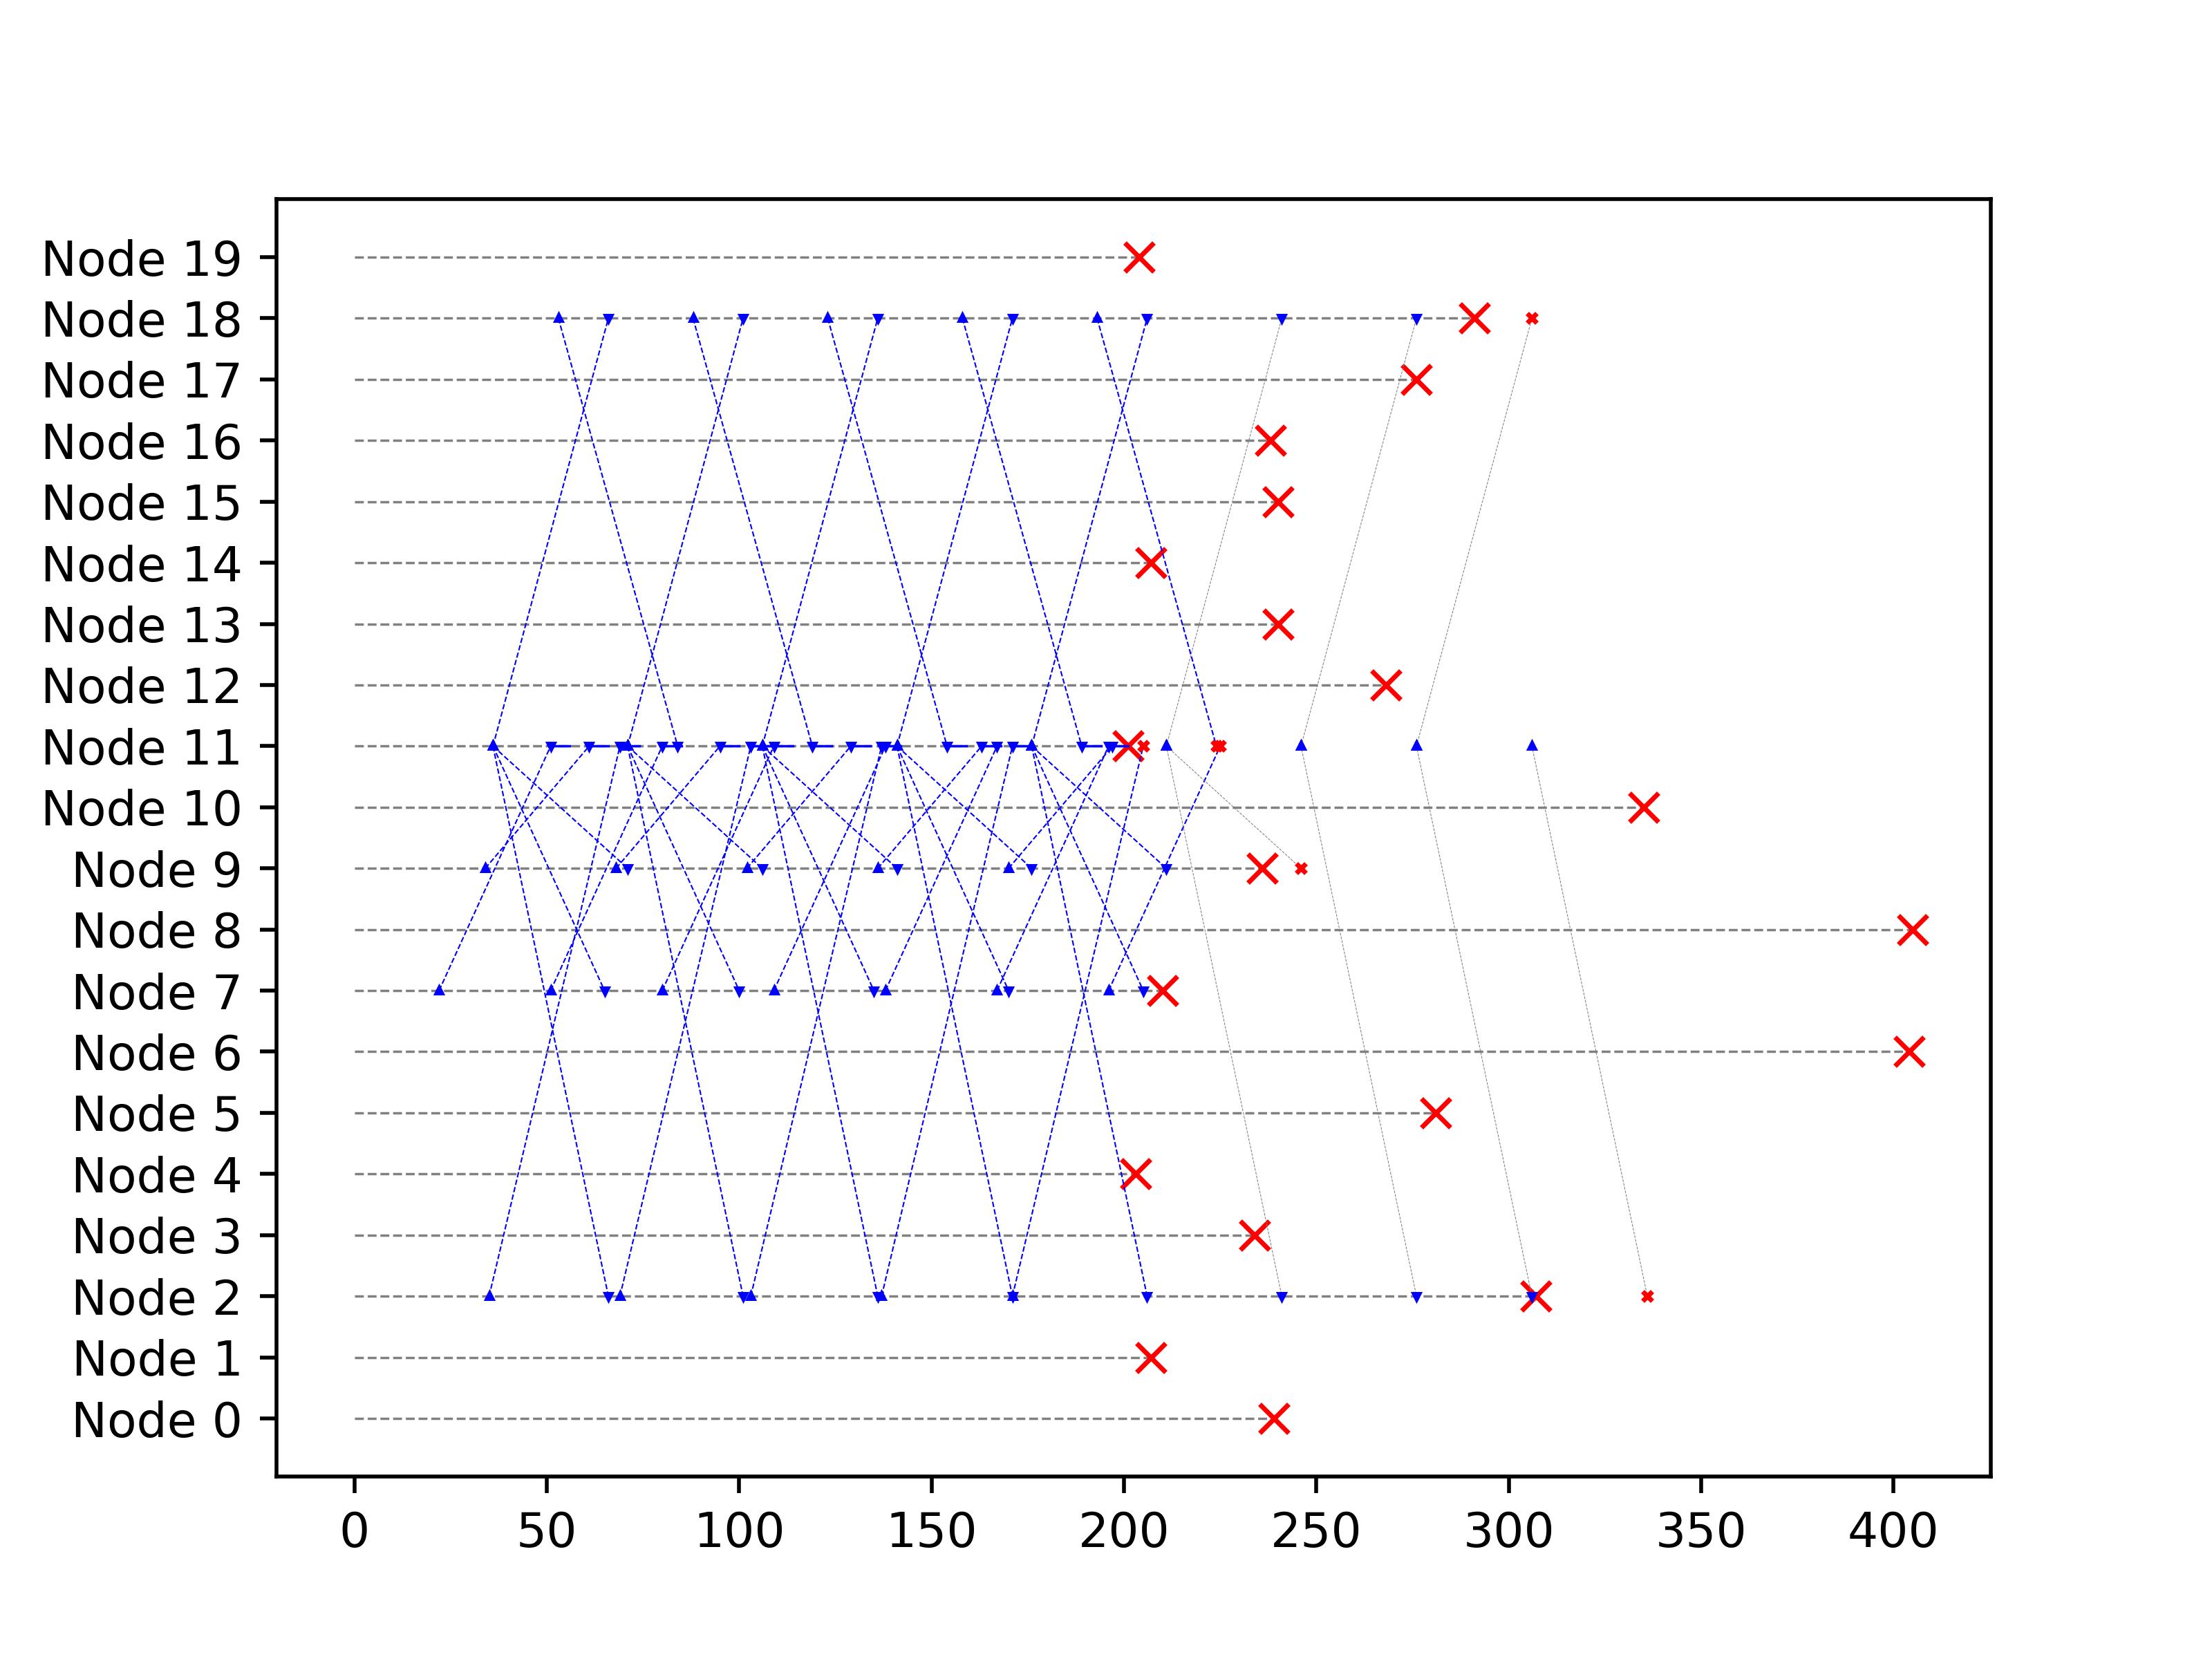 Node 19
Node 18
Node 17
Node 16
Node 15
Node 14
Node 13
Node 12
Node 11
Node 10
Node 9
Node 8
Node 7
Node 6
Node 5
Node 4
Node 3
Node 2
Node 1
Node 0
0 50 100 150 200 250 300 350 400